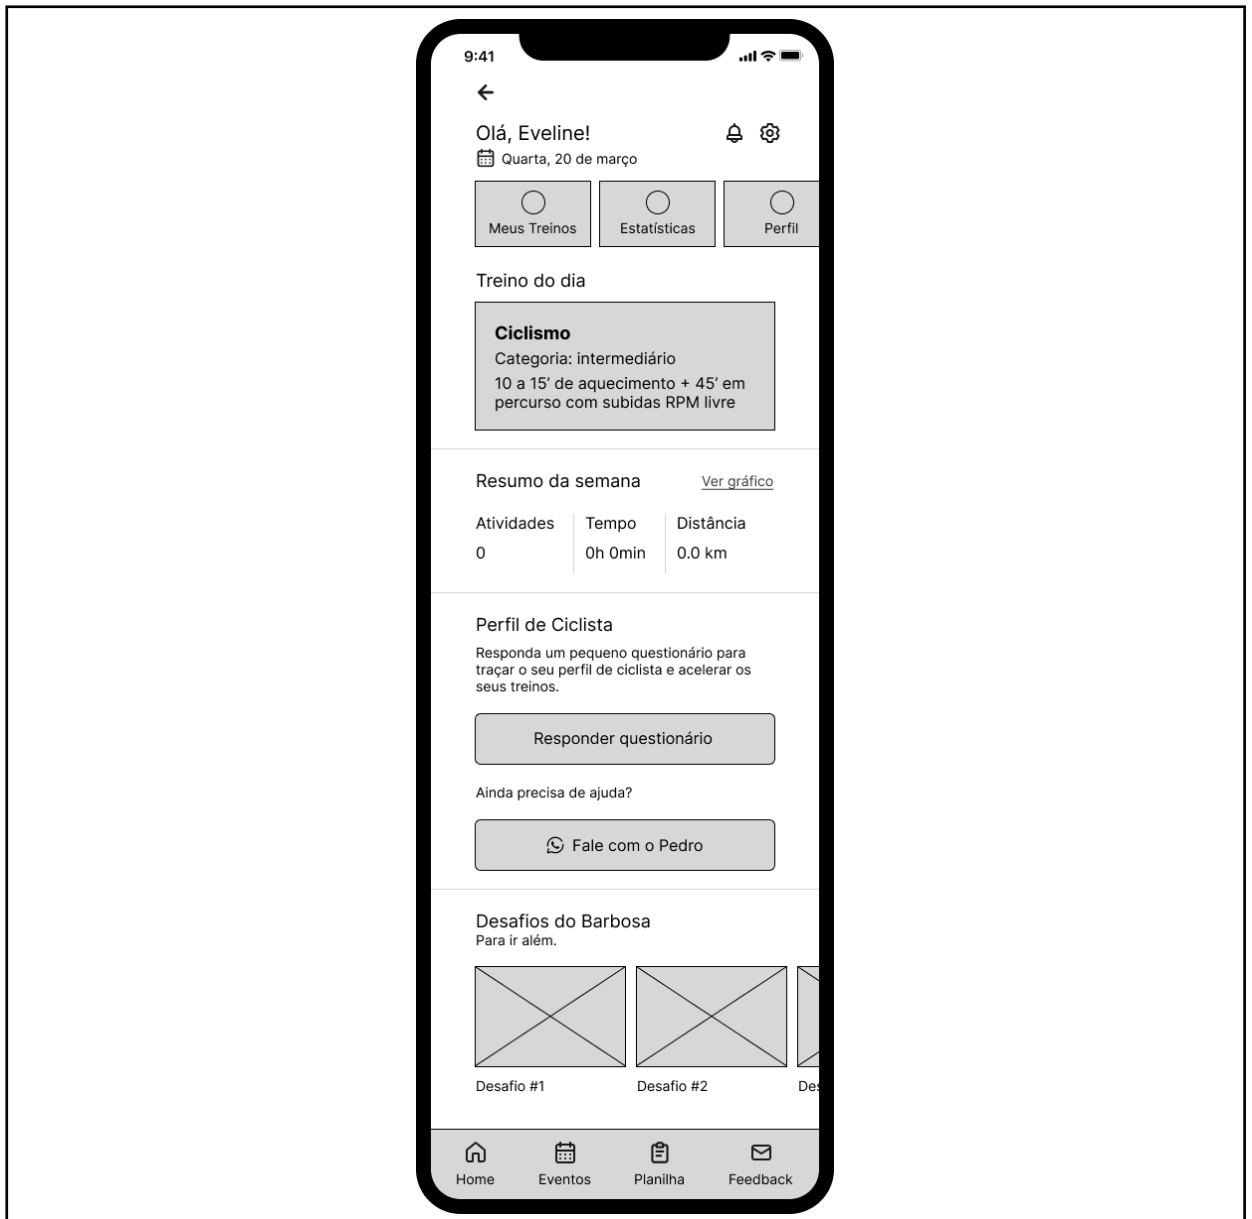 9:41
Olá, Eveline!
Quarta, 20 de março
Meus Treinos
Estatísticas
Perfil
Treino do dia
Ciclismo
Categoria: intermediário
10 a 15’ de aquecimento + 45’ em
percurso com subidas RPM livre
Resumo da semana
Ver gráfico
Atividades
Tempo
Distância
0
0h 0min
0.0 km
Perfil de Ciclista
Responda um pequeno questionário para
traçar o seu perfil de ciclista e acelerar os
seus treinos.
Responder questionário
Ainda precisa de ajuda?
Fale com o Pedro
Desafios do Barbosa
Para ir além.
Desafio #1
Desafio #2
Des
Home
Eventos
Planilha
Feedback